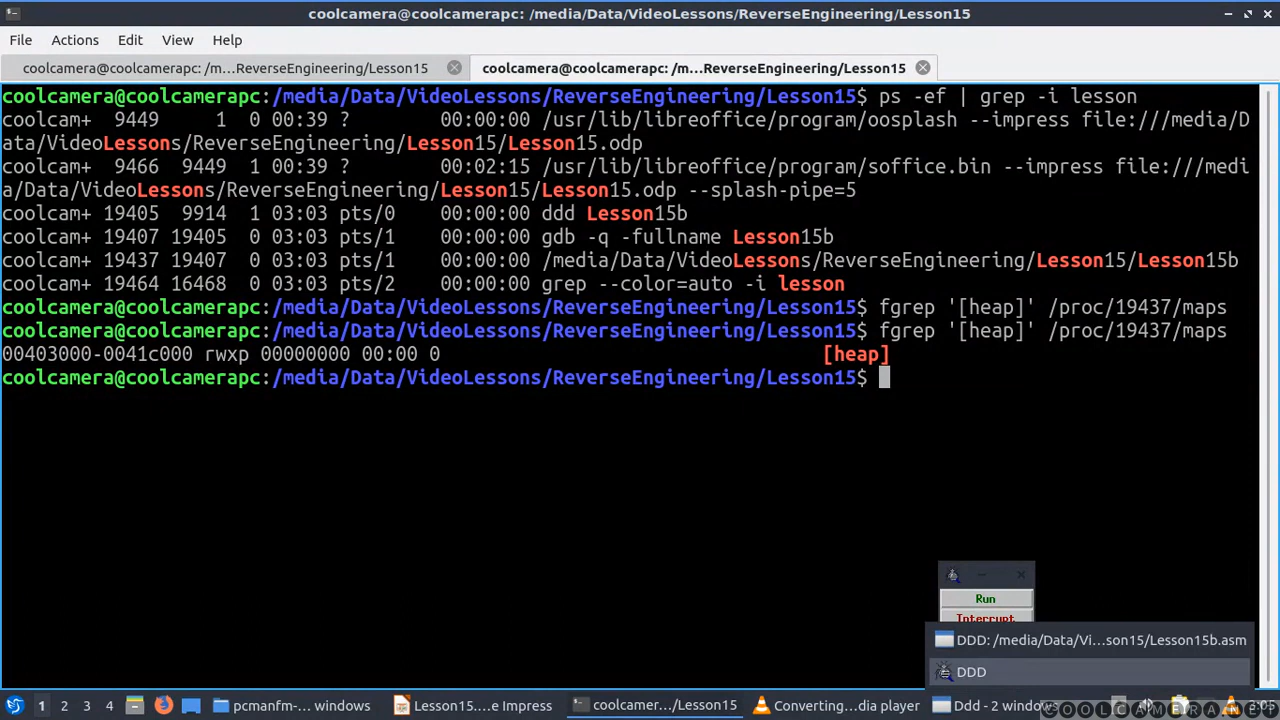 coolcamera@coolcamerapc: /media/Data/VideoLessons/ReverseEngineering/Lesson15
File Actions Edit View Help
coolcamera@coolcamerapc: /m...ReverseEngineering/Lesson15 coolcamera@coolcamerapc: /m...ReverseEngineering/Lesson15
coolcamera@coolcamerapc:/media/Data/VideoLessons/ReverseEngineering/Lesson15$ ps -ef | grep -i lesson
coolcam+ 9449 1 0 00:39 ? 00:00:00 /usr/lib/libreoffice/program/oosplash --impress file:///media/D
ata/VideoLessons/ReverseEngineering/Lesson15/Lesson15.odp
coolcam+ 9466 9449 1 00:39 ? 00:02:15 /usr/lib/libreoffice/program/soffice.bin --impress file:///medi
a/Data/VideoLessons/ReverseEngineering/Lesson15/Lesson15.odp --splash-pipe=5
coolcam+ 19405 9914 1 03:03 pts/0 00:00:00 ddd Lesson15b
coolcam+ 19407 19405 0 03:03 pts/1 00:00:00 gdb -q -fullname Lesson15b
coolcam+ 19437 19407 0 03:03 pts/1 00:00:00 /media/Data/VideoLessons/ReverseEngineering/Lesson15/Lesson15b
coolcam+ 19464 16468 0 03:03 pts/2 00:00:00 grep --color=auto -i lesson
coolcamera@coolcamerapc:/media/Data/VideoLessons/ReverseEngineering/Lesson15$ fgrep '[heap]' /proc/19437/maps
coolcamera@coolcamerapc:/media/Data/VideoLessons/ReverseEngineering/Lesson15$ fgrep '[heap]' /proc/19437/maps
00403000-0041c000 rwxp 00000000 00:00 0 [heap]
coolcamera@coolcamerapc:/media/Data/VideoLessons/ReverseEngineering/Lesson15$
Run
Interrupt
DDD: /media/Data/Vi...son15/Lesson15b.asm
DDD
1 2 3 4 pcmanfm-... windows Lesson15....e Impress coolcamer.../Lesson15 Converting...dia player Ddd - 2 windows 3:05
COOLCAMERA.NET